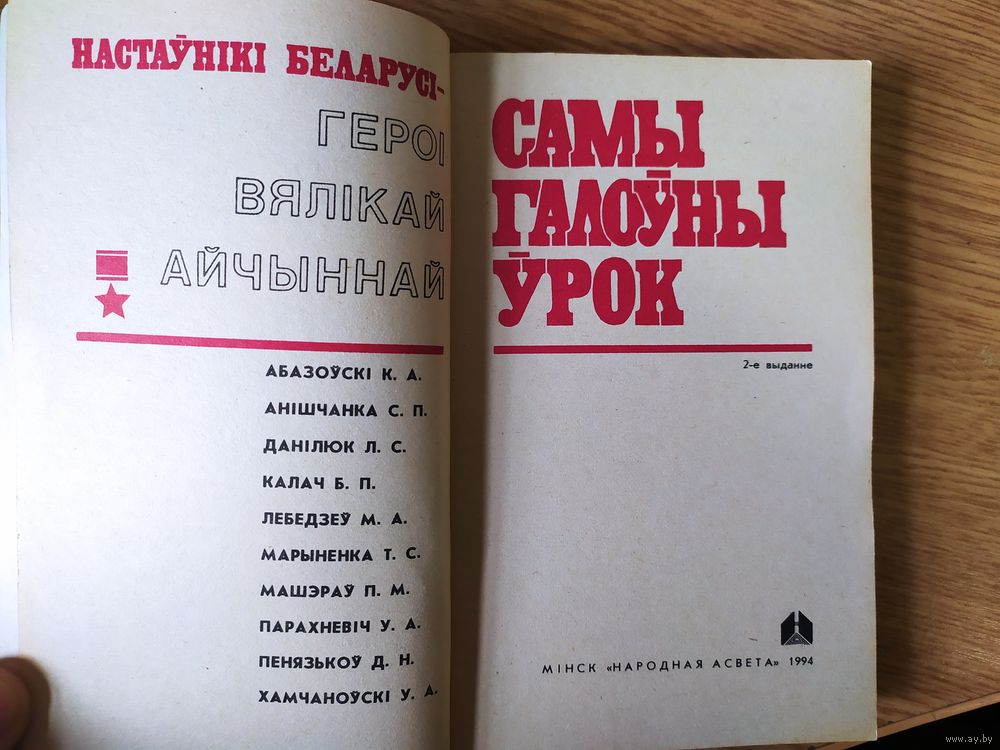 НАСТАЎНІКІ БЕЛАРУСІ-
ГЕРОІ
ВЯЛІКАЙ
АЙЧЫННАЙ
АБАЗОЎСКІ К. А.
АНІШЧАНКА С. П.
ДАНІЛЮК Л. С.
КАЛАЧ Б. П.
ЛЕБЕДЗЕЎ М. А.
МАРЫНЕНКА Т. С.
МАШЭРАЎ П. М.
ПАРАХНЕВІЧ У. А.
ПЕНЯЗЬКОЎ Д. Н.
ХАМЧАНОЎСКІ У. А.
САМЫ
ГАЛОЎНЫ
ЎРОК
2-е выданне
МІНСК «НАРОДНАЯ АСВЕТА» 1994
www.ay.by